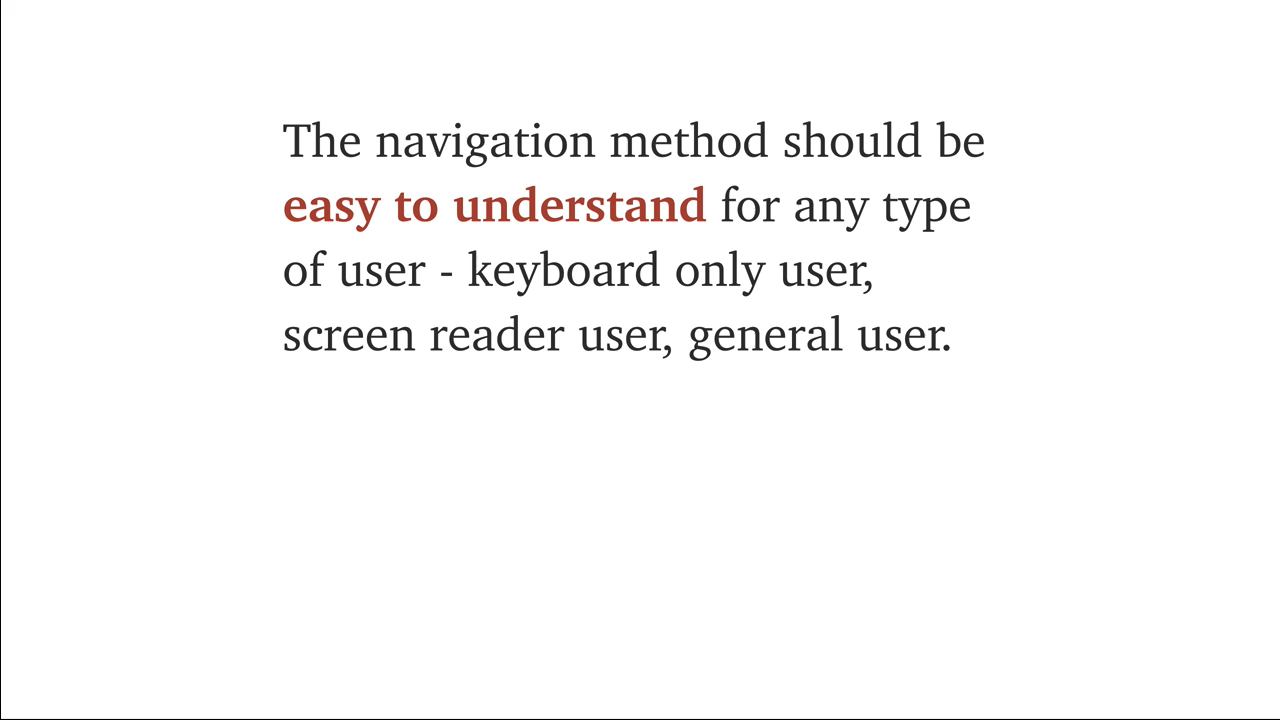 The navigation method should be
easy to understand for any type
of user - keyboard only user,
screen reader user, general user.